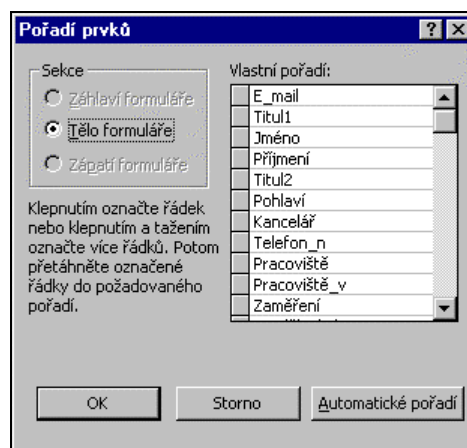 Pořadí prvků
Sekce
Záhlaví formuláře
Tělo formuláře
Zápatí formuláře
Klepnutím označte řádek
nebo klepnutím a tažením
označte více řádků. Potom
přetáhněte označené
řádky do požadovaného
pořadí.
Vlastní pořadí:
E_mail
Titul1
Jméno
Příjmení
Titul2
Pohlaví
Kancelář
Telefon_n
Pracoviště
Pracoviště_v
Zaměření
OK
Storno
Automatické pořadí